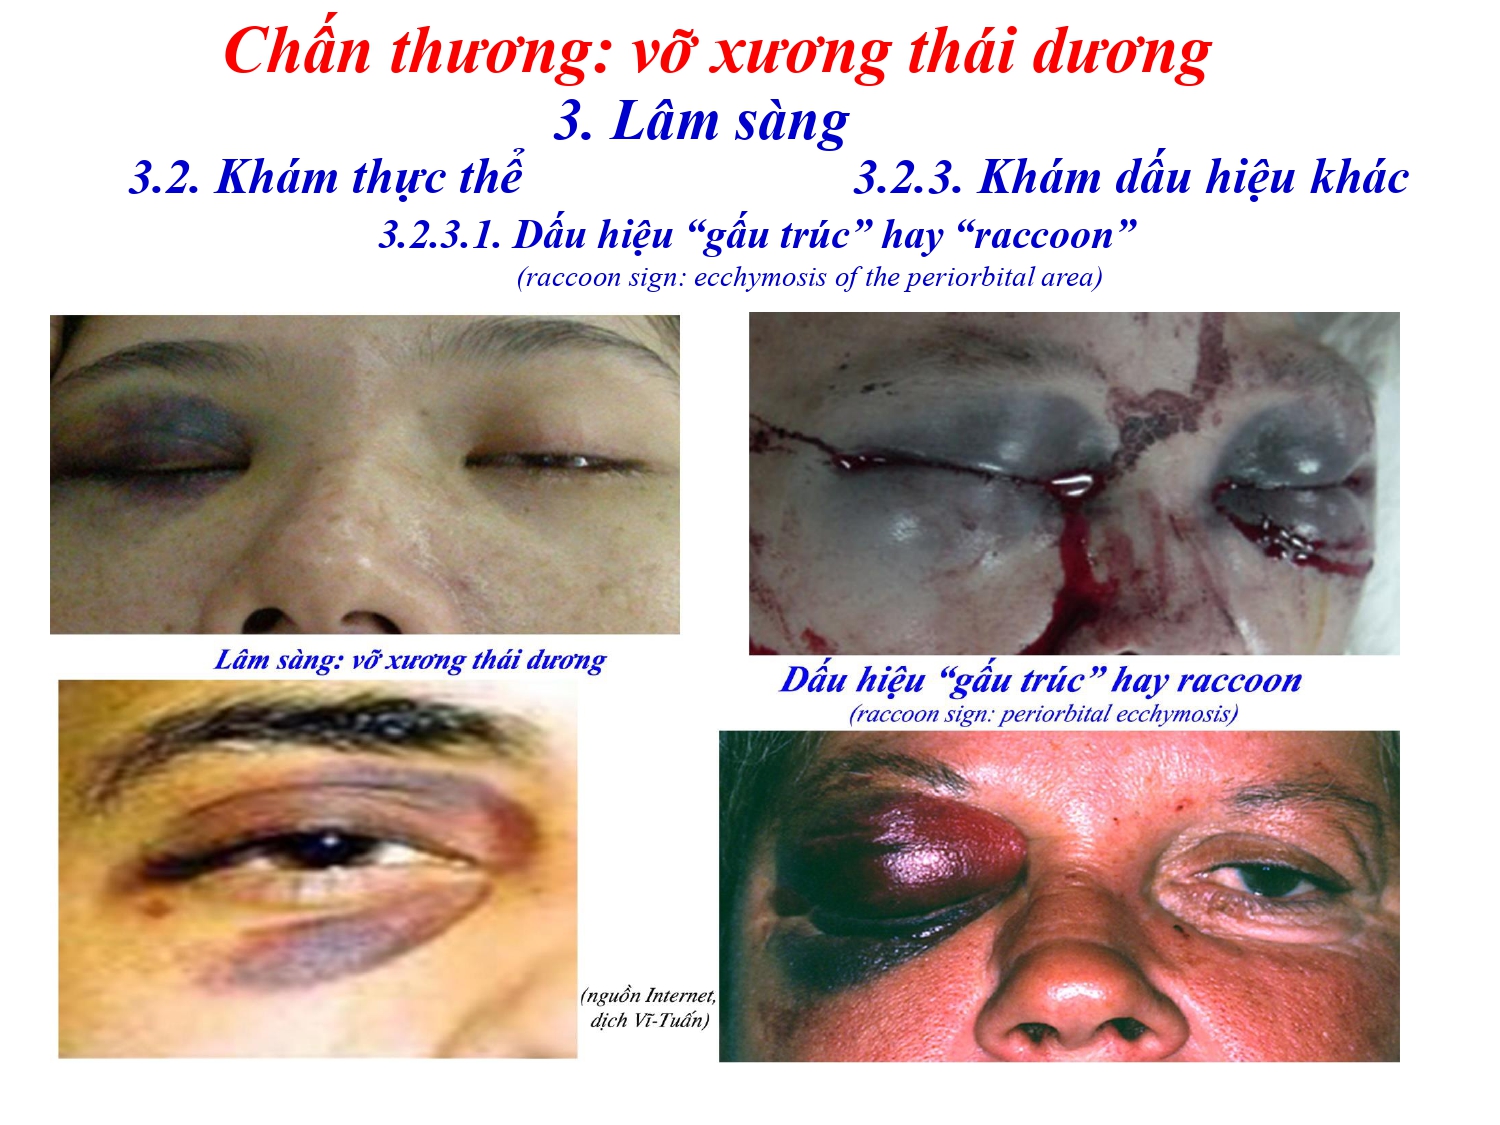 Chấn thương: vỡ xương thái dương
3. Lâm sàng
3.2. Khám thực thể
3.2.3. Khám dấu hiệu khác
3.2.3.1. Dấu hiệu “gấu trúc” hay “raccoon”
(raccoon sign: ecchymosis of the periorbital area)
Lâm sàng: vỡ xương thái dương
Dấu hiệu “gấu trúc” hay raccoon
(raccoon sign: periorbital ecchymosis)
(nguồn Internet,
dịch Vĩ-Tuấn)